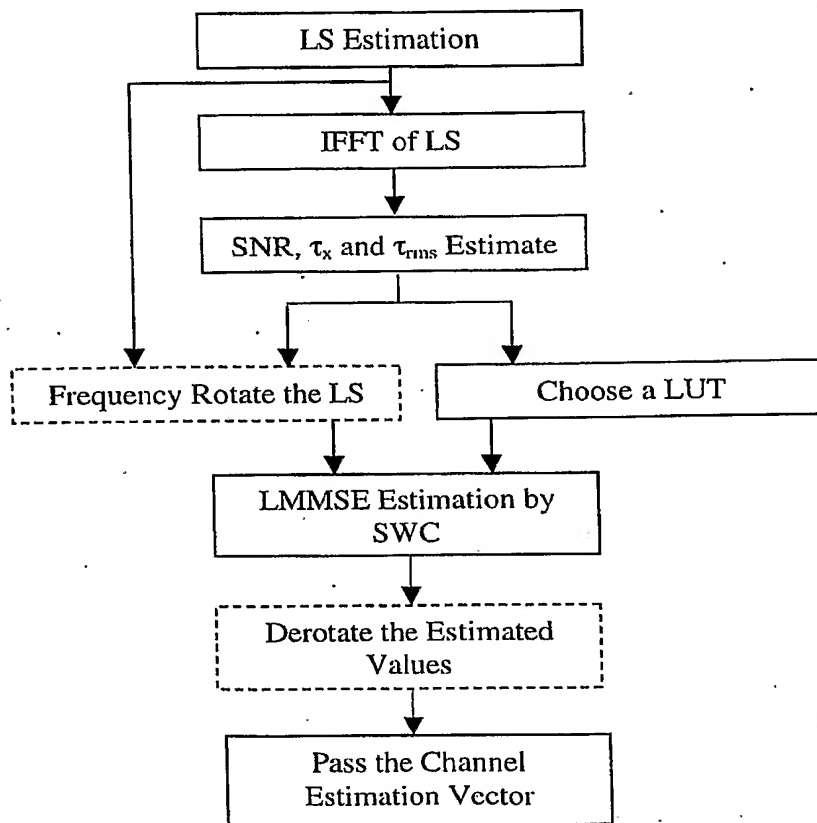 LS Estimation
IFFT of LS
SNR, τx and τrms Estimate
Frequency Rotate the LS
Choose a LUT
LMMSE Estimation by
SWC
Derotate the Estimated
Values
Pass the Channel
Estimation Vector